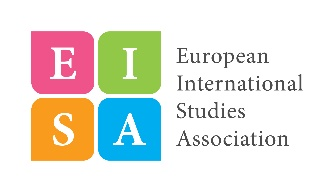 E I
S A
European
International
Studies
Association